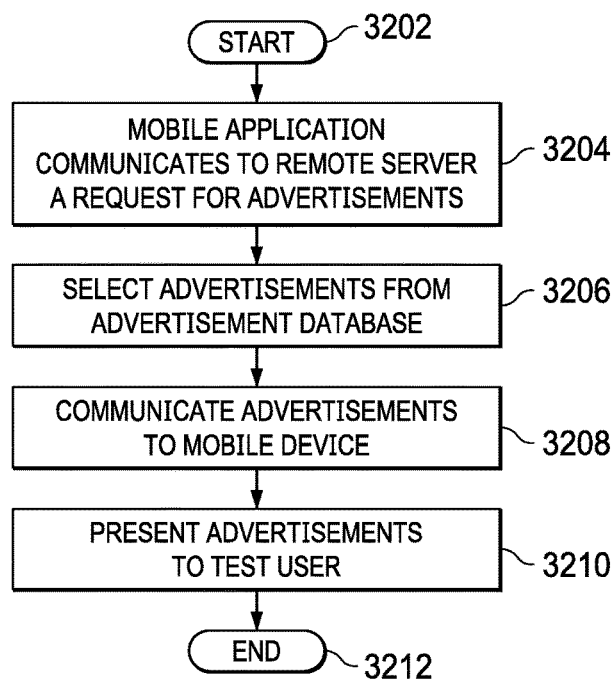 START
3202
MOBILE APPLICATION
COMMUNICATES TO REMOTE SERVER
A REQUEST FOR ADVERTISEMENTS
3204
SELECT ADVERTISEMENTS FROM
ADVERTISEMENT DATABASE
3206
COMMUNICATE ADVERTISEMENTS
TO MOBILE DEVICE
3208
PRESENT ADVERTISEMENTS
TO TEST USER
3210
END
3212